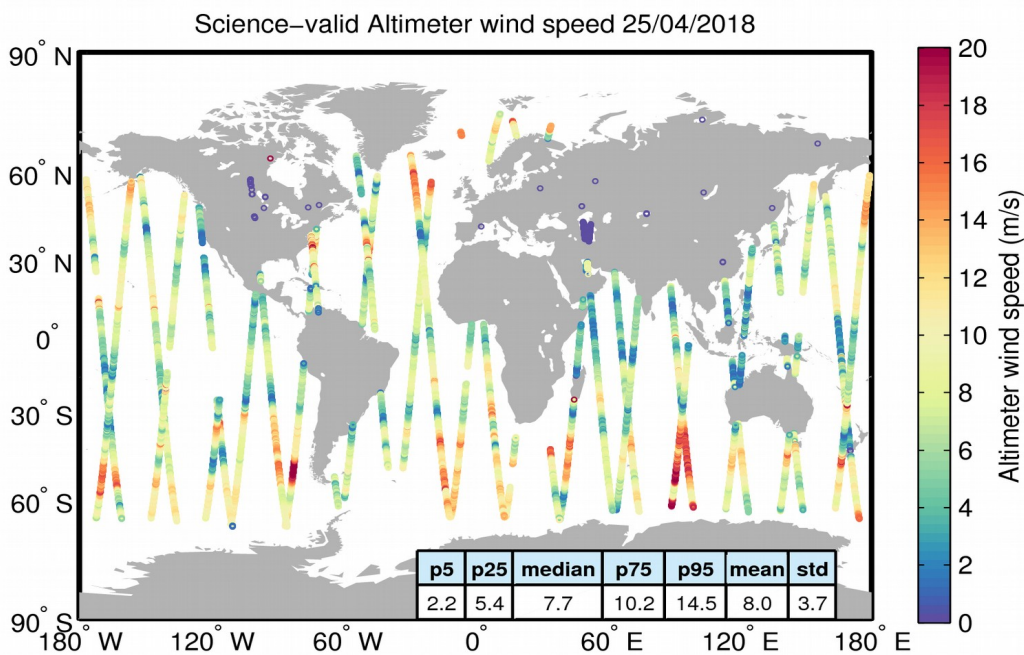 Science−valid Altimeter wind speed 25/04/2018
90° N
60° N
30° N
0°
30° S
60° S
90° S
180° W
120° W
60° W
0°
60° E
120° E
180° E
p5 p25 median p75 p95 mean std
2.2 5.4 7.7 10.2 14.5 8.0 3.7
20
18
16
14
12
10
8
6
4
2
0
Altimeter wind speed (m/s)